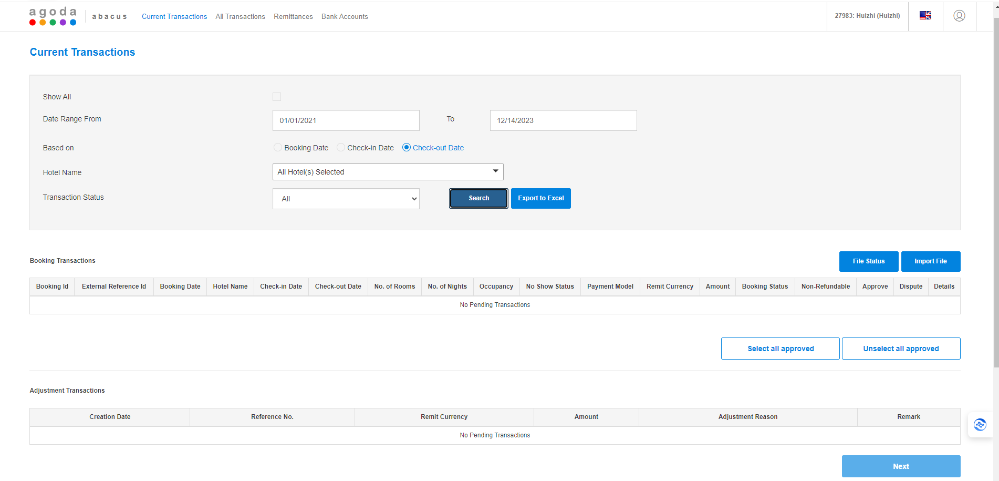 agoda abacus Current Transactions All Transactions Remittances Bank Accounts 27983: Huizhi (Huizhi)
Current Transactions
Show All
Date Range From 01/01/2021 To 12/14/2023
Based on Booking Date Check-in Date Check-out Date
Hotel Name All Hotel(s) Selected
Transaction Status All Search Export to Excel
Booking Transactions File Status Import File
Booking Id External Reference Id Booking Date Hotel Name Check-in Date Check-out Date No. of Rooms No. of Nights Occupancy No Show Status Payment Model Remit Currency Amount Booking Status Non-Refundable Approve Dispute Details
No Pending Transactions
Select all approved Unselect all approved
Adjustment Transactions
Creation Date Reference No. Remit Currency Amount Adjustment Reason Remark
No Pending Transactions
Next